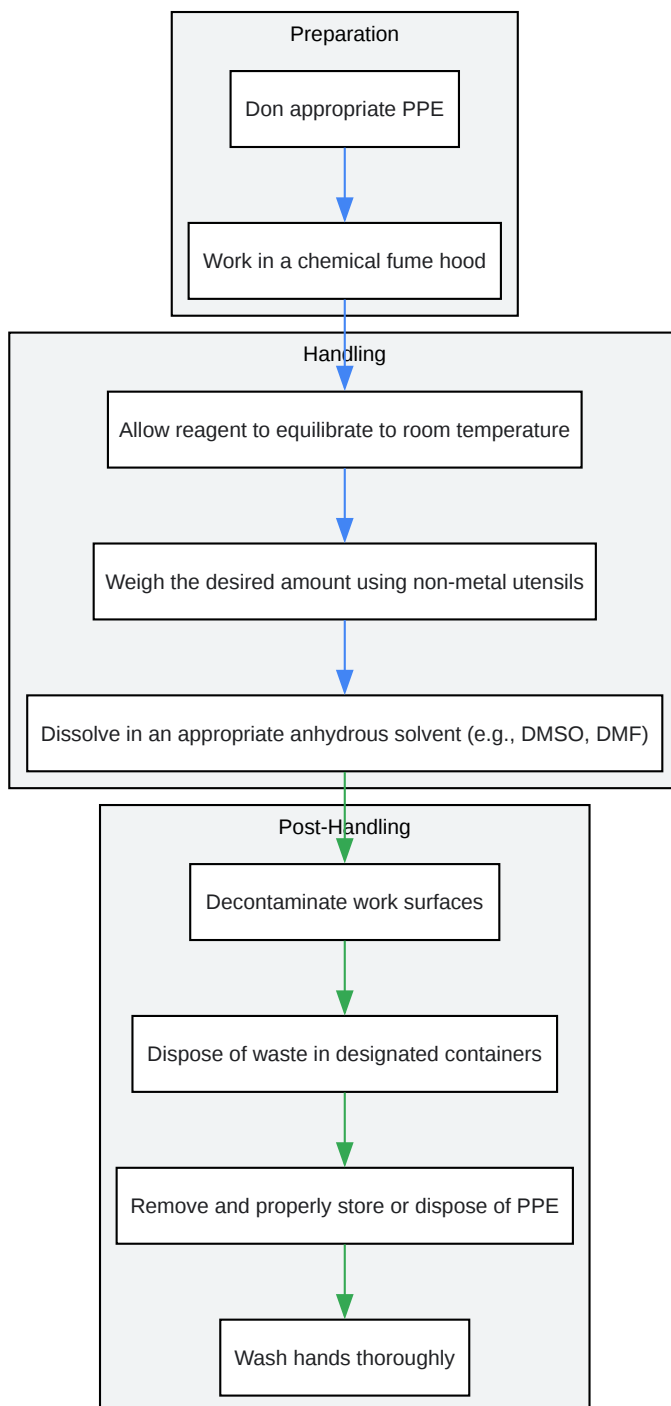 Preparation
Don appropriate PPE
Work in a chemical fume hood
Handling
Allow reagent to equilibrate to room temperature
Weigh the desired amount using non-metal utensils
Dissolve in an appropriate anhydrous solvent (e.g., DMSO, DMF)
Post-Handling
Decontaminate work surfaces
Dispose of waste in designated containers
Remove and properly store or dispose of PPE
Wash hands thoroughly